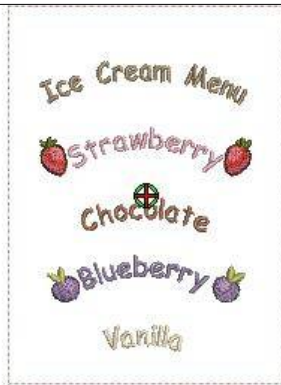 Ice Cream Menu
Strawberry
Chocolate
Blueberry
Vanilla